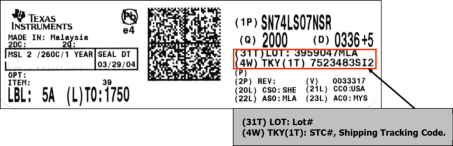 TEXAS
INSTRUMENTS
MADE IN: Malaysia
2DC: 2Q:
MSL 2 /260C/1 YEAR SEAL DT
03/29/04
OPT:
ITEM: 39
LBL: 5A (L)TO:1750
Pb
e4
(1P) SN74LS07NSR
(Q) 2000 (D) 0336+5
(31T)LOT: 3959047MLA
(4W) TKY(1T) 7523483SI2
(P)
(2P) REV: (V) 0033317
(20L) CSO:SHE (21L) CCO:USA
(22L) ASO:MLA (23L) ACO:MYS
(31T) LOT: Lot#
(4W) TKY(1T): STC#, Shipping Tracking Code.